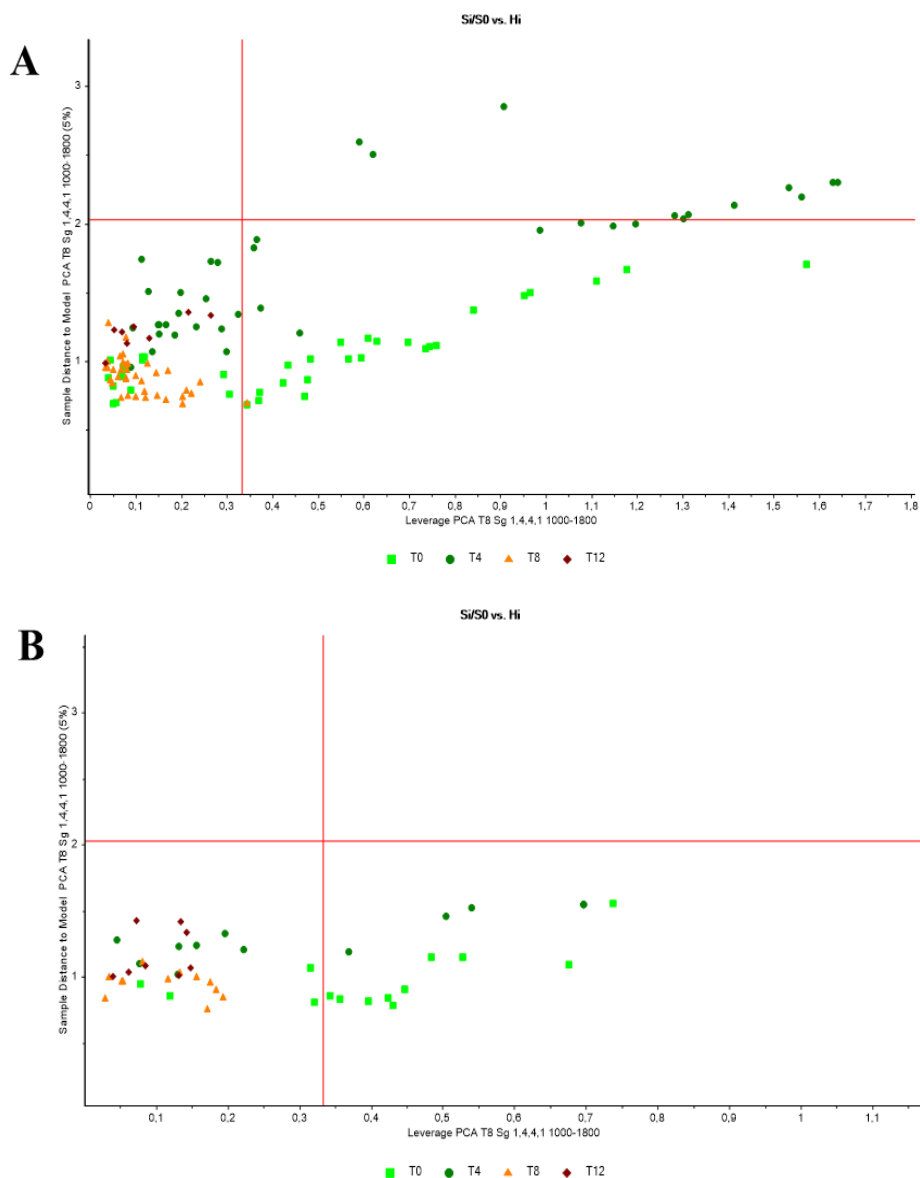 Si/S0 vs. Hi
A
Sample Distance to Model PCA T8 Sg 1,4,4,1 1000-1800 (5%)
3
2
1
0 0,1 0,2 0,3 0,4 0,5 0,6 0,7 0,8 0,9 1 1,1 1,2 1,3 1,4 1,5 1,6 1,7 1,8
Leverage PCA T8 Sg 1,4,4,1 1000-1800
T0 T4 T8 T12
Si/S0 vs. Hi
B
Sample Distance to Model PCA T8 Sg 1,4,4,1 1000-1800 (5%)
3
2
1
0,1 0,2 0,3 0,4 0,5 0,6 0,7 0,8 0,9 1 1,1
Leverage PCA T8 Sg 1,4,4,1 1000-1800
T0 T4 T8 T12